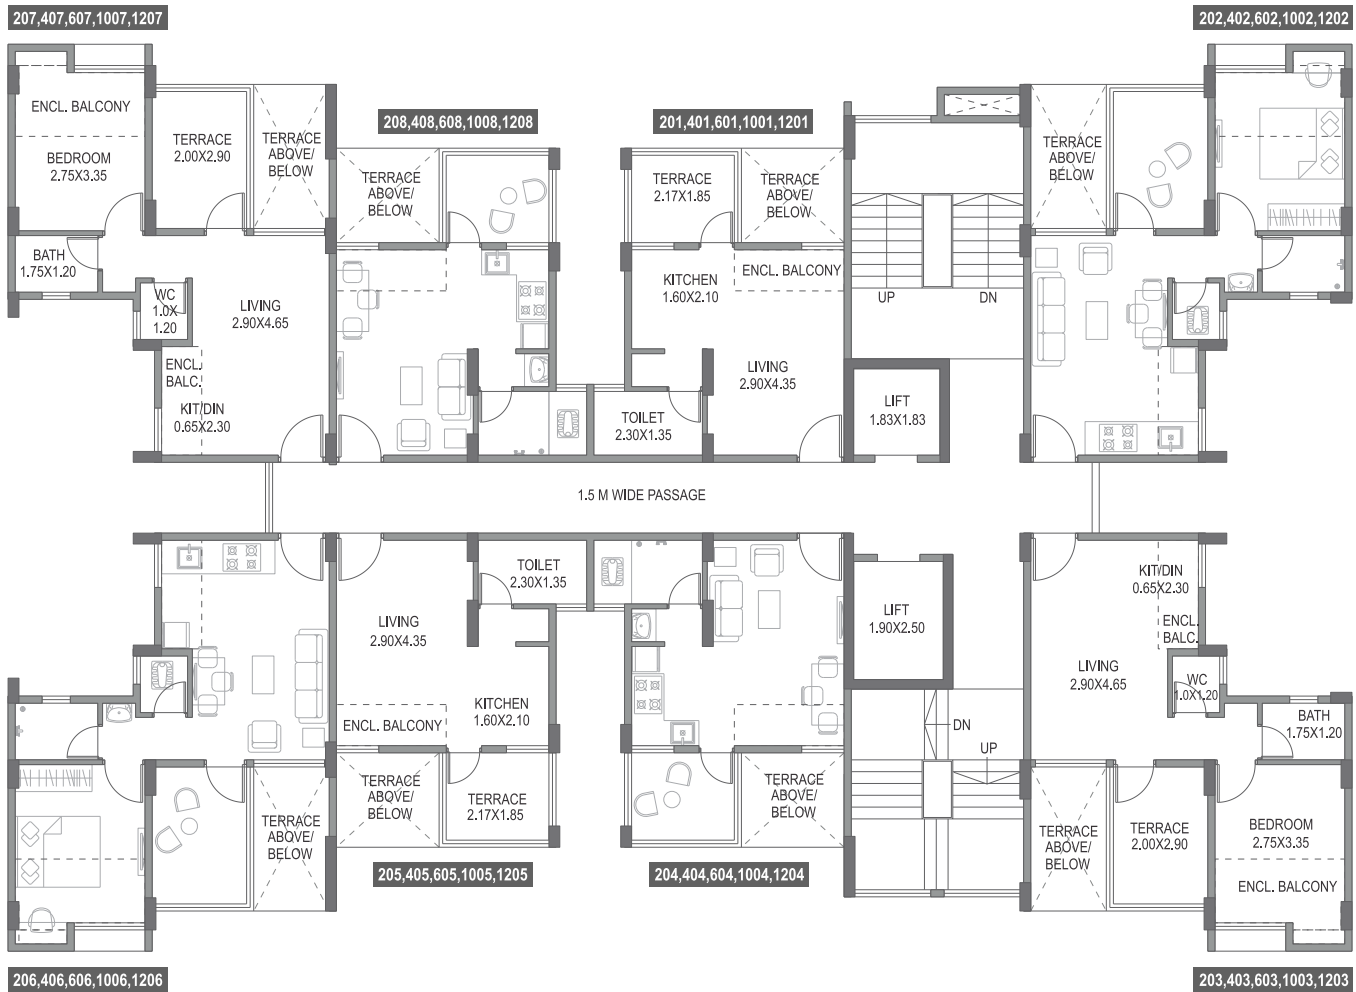 207,407,607,1007,1207
202,402,602,1002,1202
ENCL. BALCONY
BEDROOM
2.75X3.35
TERRACE
2.00X2.90
TERRACE
ABOVE/
BELOW
208,408,608,1008,1208
TERRACE
ABOVE/
BELOW
201,401,601,1001,1201
TERRACE
2.17X1.85
TERRACE
ABOVE/
BELOW
TERRACE
ABOVE/
BELOW
BATH
1.75X1.20
WC
1.0X
1.20
LIVING
2.90X4.65
ENCL.
BALC.
KIT/DIN
0.65X2.30
KITCHEN
1.60X2.10
ENCL. BALCONY
LIVING
2.90X4.35
TOILET
2.30X1.35
UP
DN
LIFT
1.83X1.83
1.5 M WIDE PASSAGE
TOILET
2.30X1.35
LIVING
2.90X4.35
KITCHEN
1.60X2.10
ENCL. BALCONY
TERRACE
ABOVE/
BELOW
TERRACE
ABOVE/
BELOW
TERRACE
2.17X1.85
205,405,605,1005,1205
TERRACE
ABOVE/
BELOW
204,404,604,1004,1204
LIFT
1.90X2.50
DN
UP
KIT/DIN
0.65X2.30
ENCL.
BALC.
LIVING
2.90X4.65
WC
1.0X1.20
BATH
1.75X1.20
TERRACE
ABOVE/
BELOW
TERRACE
2.00X2.90
BEDROOM
2.75X3.35
ENCL. BALCONY
206,406,606,1006,1206
203,403,603,1003,1203